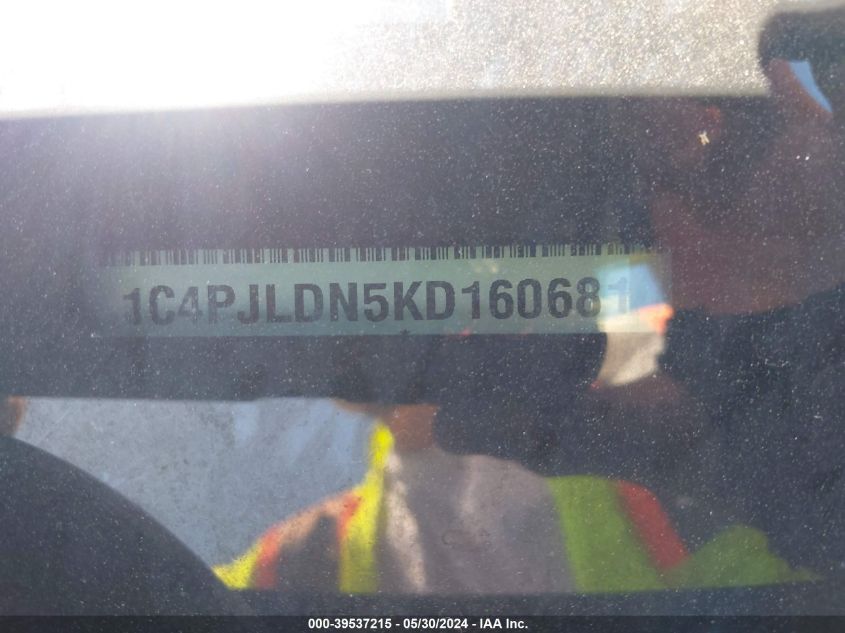 1C4PJLDN5KD160681
000-39537215 - 05/30/2024 - IAA Inc.